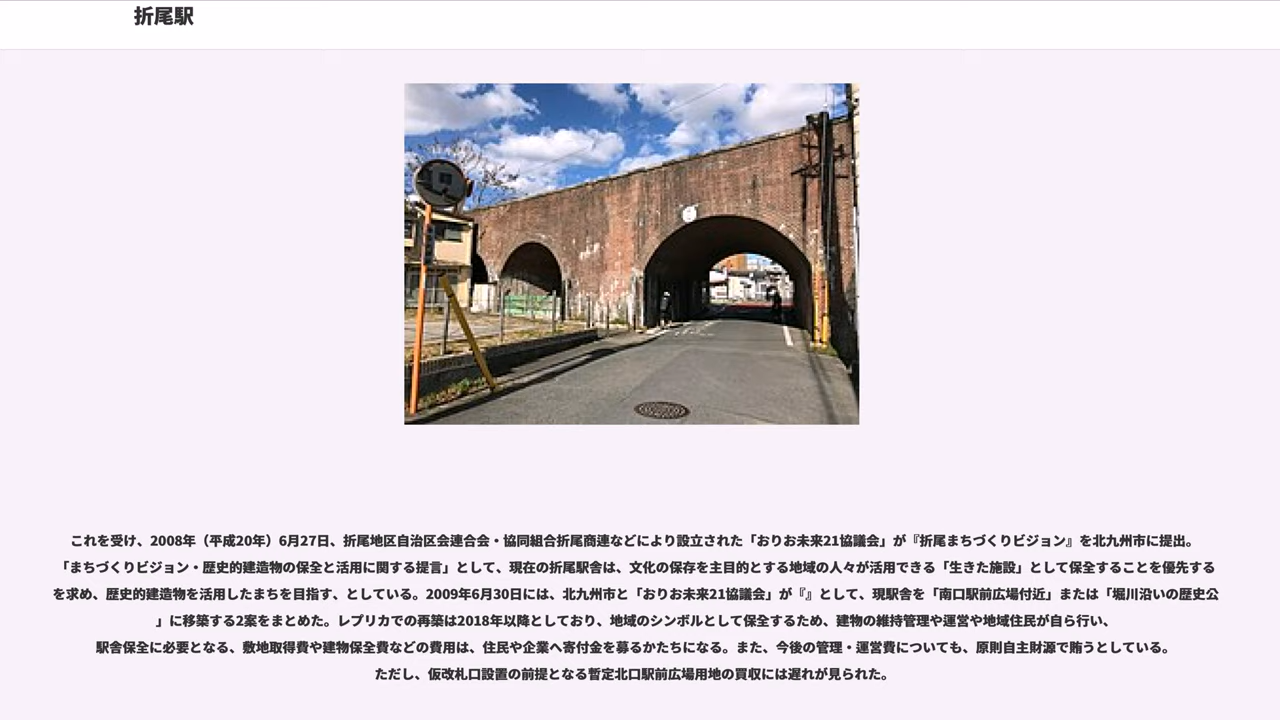 折尾駅
これを受け、2008年（平成20年）6月27日、折尾地区自治区会連合会・協同組合折尾商連などにより設立された「おりお未来21協議会」が『折尾まちづくりビジョン』を北九州市に提出。
「まちづくりビジョン・歴史的建造物の保全と活用に関する提言」として、現在の折尾駅舎は、文化の保存を主目的とする地域の人々が活用できる「生きた施設」として保全することを優先する
を求め、歴史的建造物を活用したまちを目指す、としている。2009年6月30日には、北九州市と「おりお未来21協議会」が『』として、現駅舎を「南口駅前広場付近」または「堀川沿いの歴史公
」に移築する2案をまとめた。レプリカでの再築は2018年以降としており、地域のシンボルとして保全するため、建物の維持管理や運営や地域住民が自ら行い、
駅舎保全に必要となる、敷地取得費や建物保全費などの費用は、住民や企業へ寄付金を募るかたちになる。また、今後の管理・運営費についても、原則自主財源で賄うとしている。
ただし、仮改札口設置の前提となる暫定北口駅前広場用地の買収には遅れが見られた。